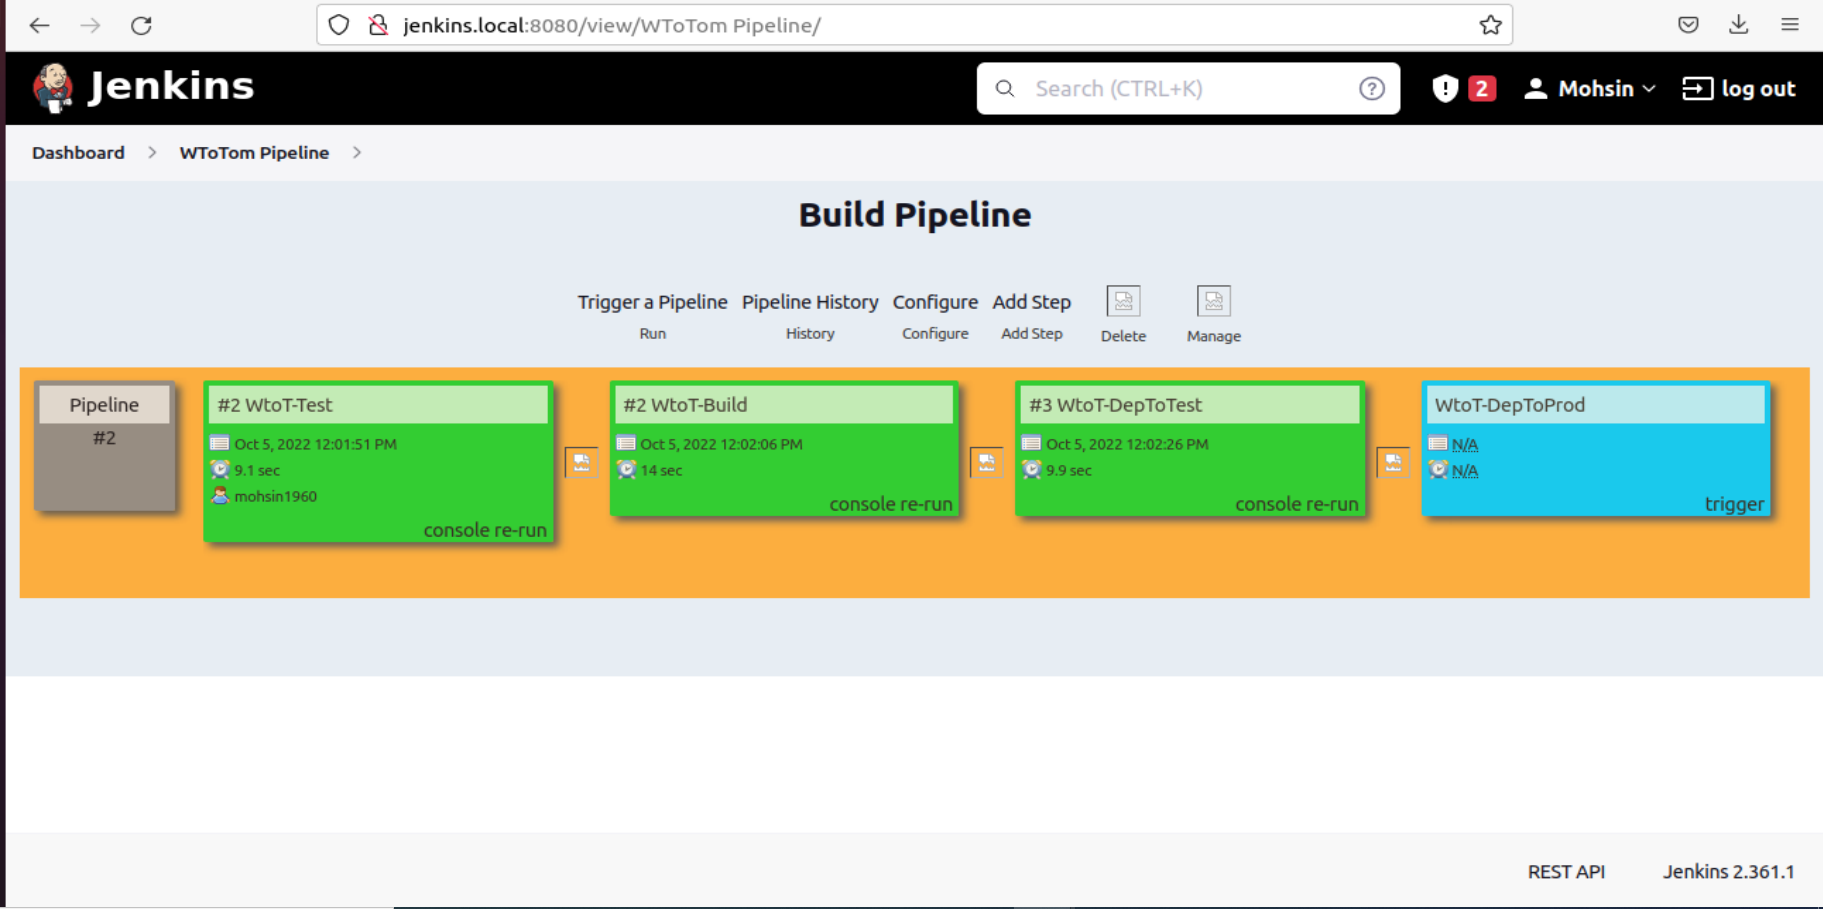 jenkins.local:8080/view/WToTom Pipeline/
Jenkins
Search (CTRL+K)
2
Mohsin
log out
Dashboard
WToTom Pipeline
Build Pipeline
Trigger a Pipeline Pipeline History Configure Add Step
Run History Configure Add Step Delete Manage
Pipeline
#2
#2 WtoT-Test
Oct 5, 2022 12:01:51 PM
9.1 sec
mohsin1960
console re-run
#2 WtoT-Build
Oct 5, 2022 12:02:06 PM
14 sec
console re-run
#3 WtoT-DepToTest
Oct 5, 2022 12:02:26 PM
9.9 sec
console re-run
WtoT-DepToProd
N/A
N/A
trigger
REST API
Jenkins 2.361.1